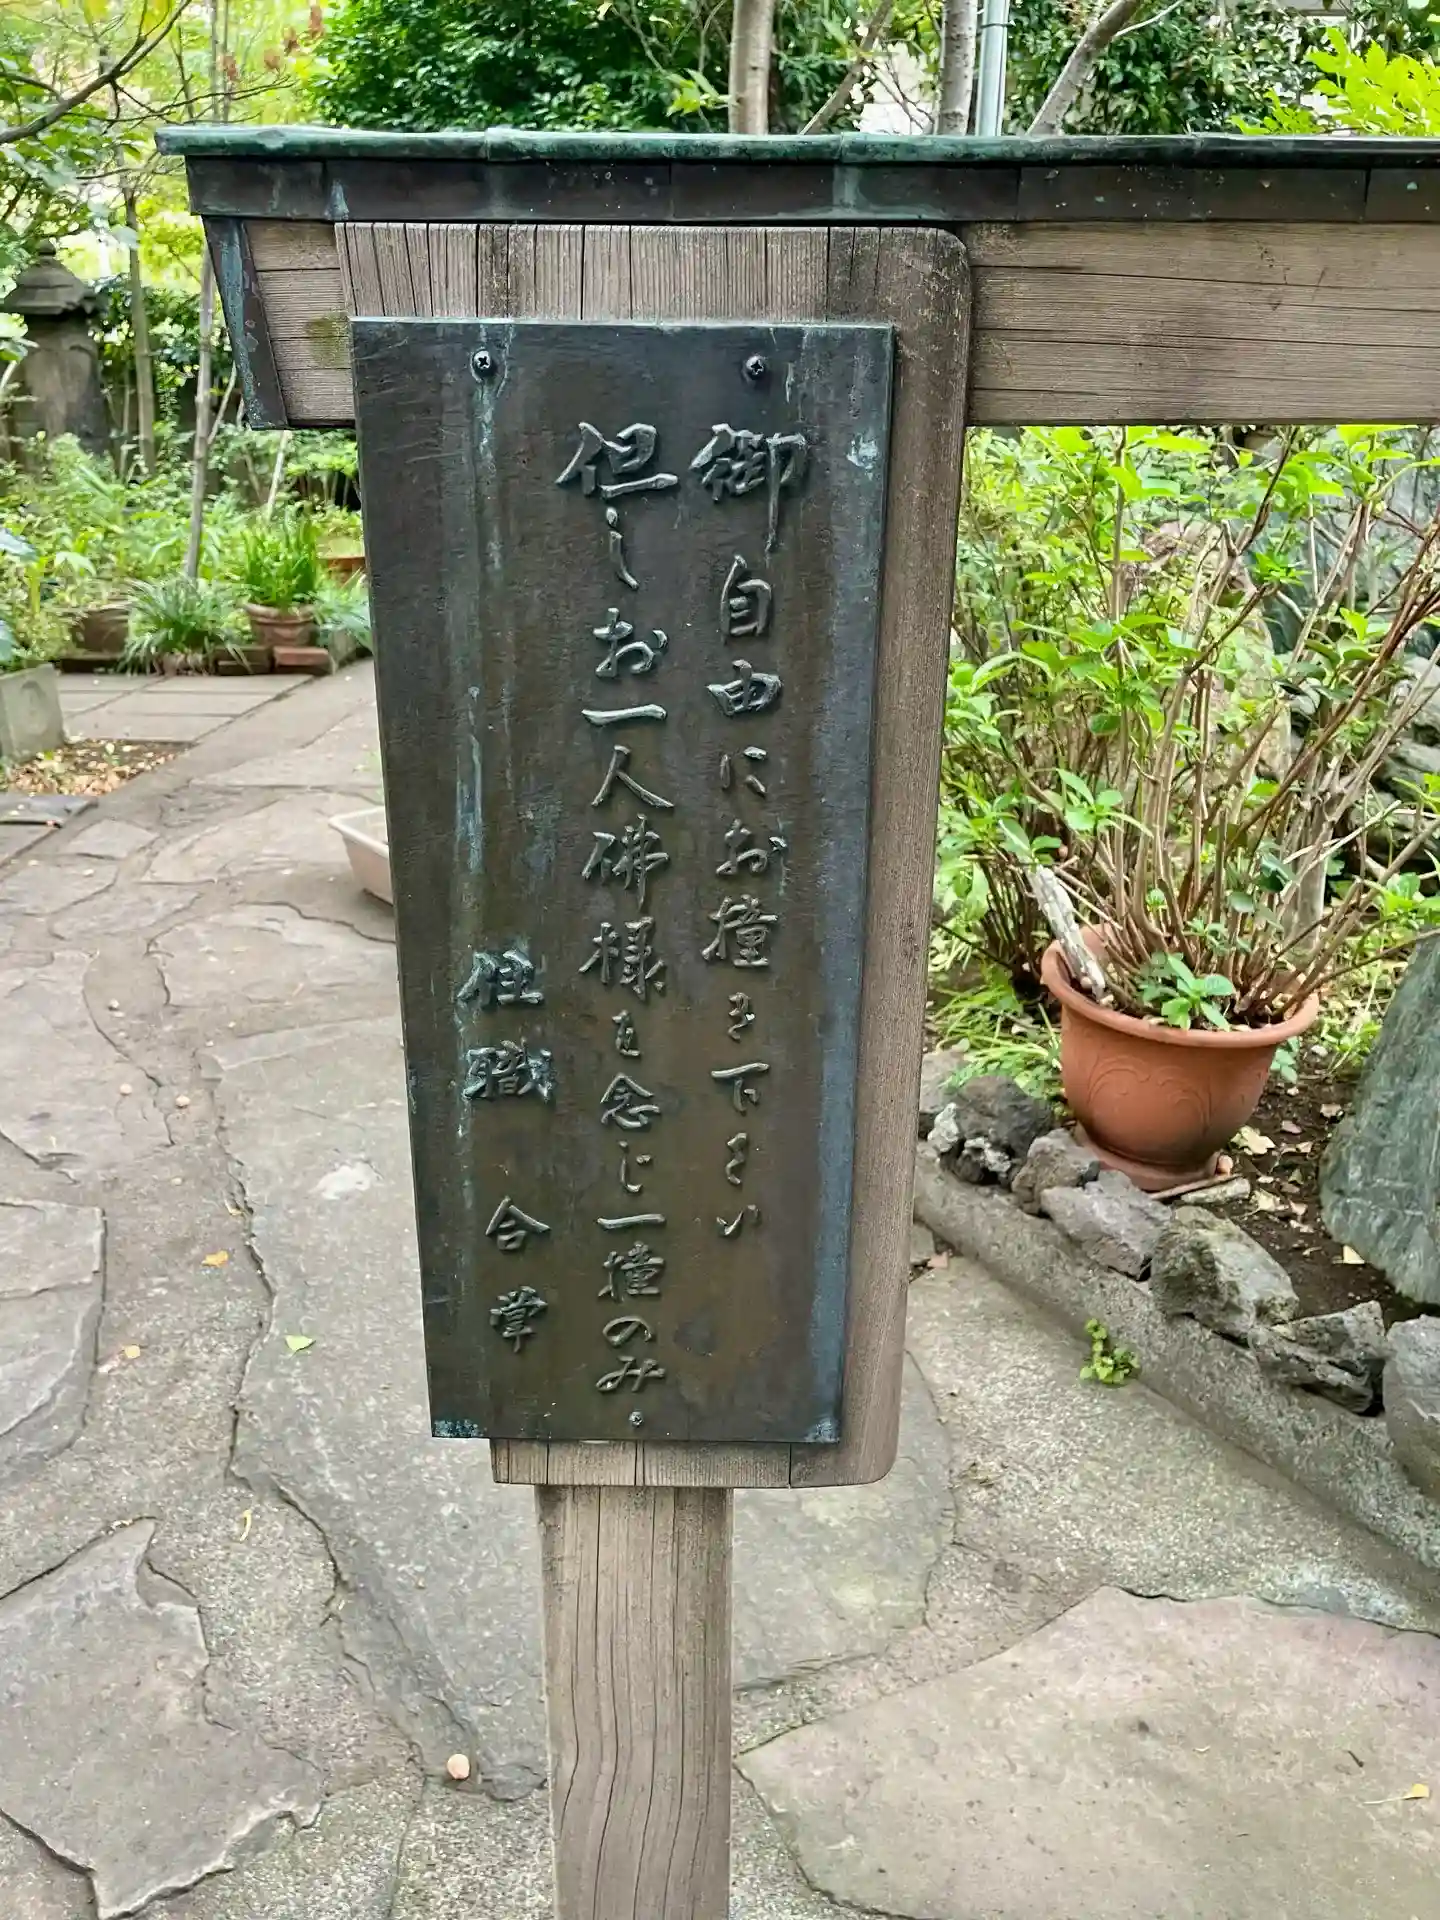 御自由にお撞き下さい
但しお一人佛様を念じ一撞のみ
住職 合掌